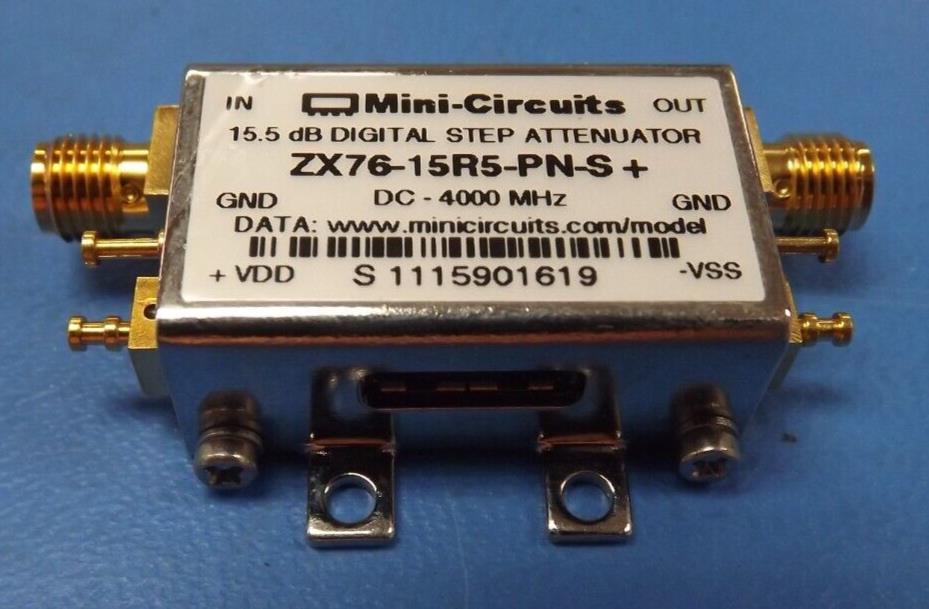 IN Mini-Circuits OUT
15.5 dB DIGITAL STEP ATTENUATOR
ZX76-15R5-PN-S+
GND DC - 4000 MHz GND
DATA: www.minicircuits.com/model
+ VDD S 1115901619 -VSS